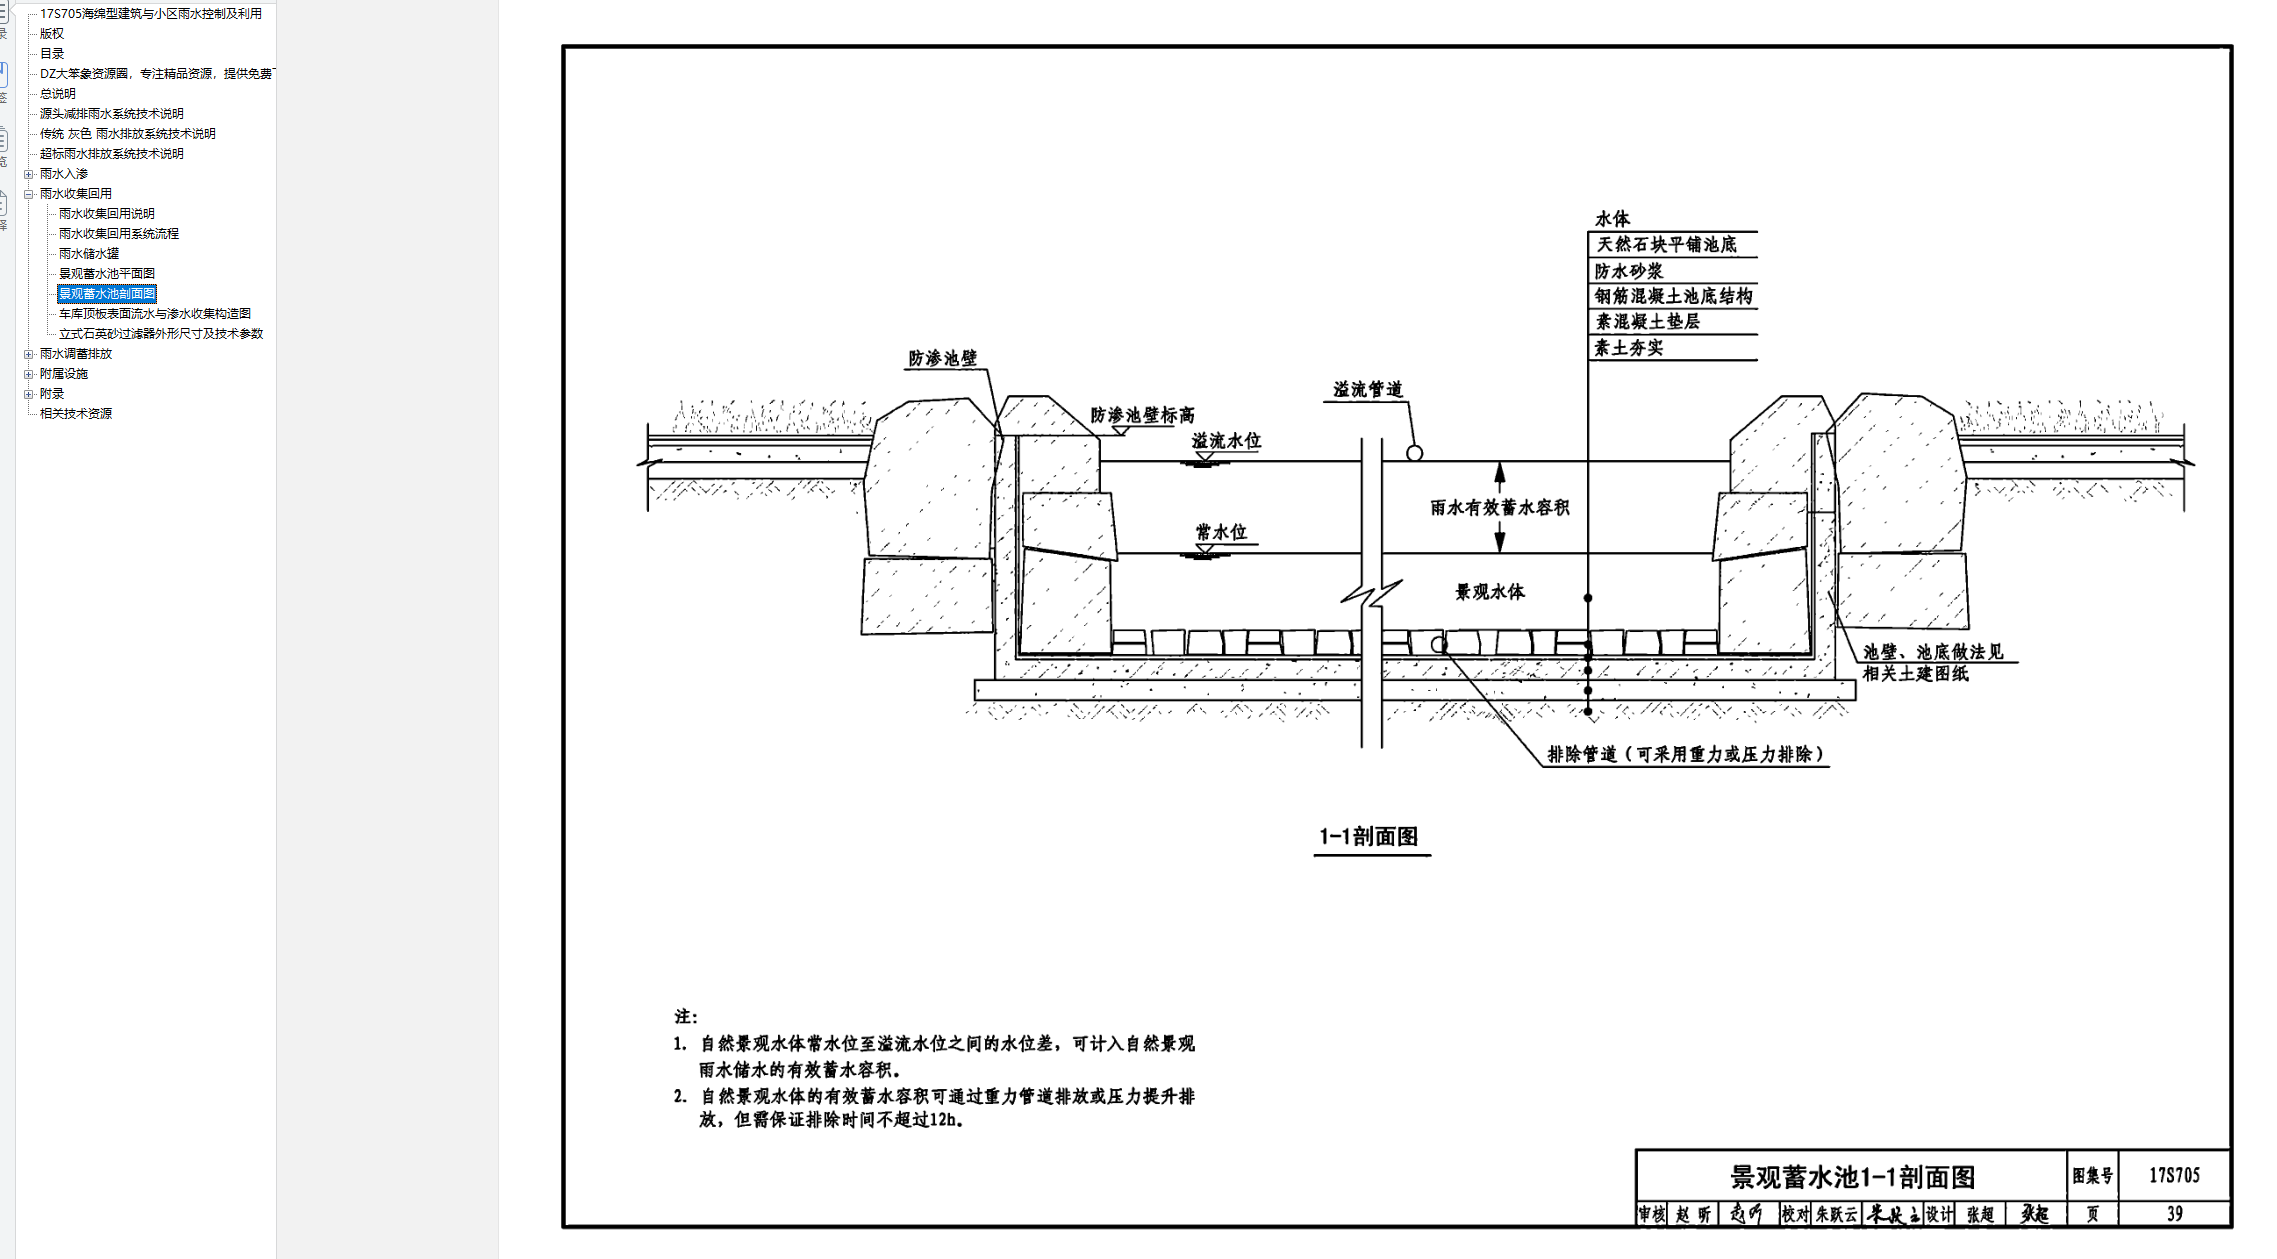 17S705海绵型建筑与小区雨水控制及利用
版权
目录
DZ大笨象资源圈，专注精品资源，提供免费
总说明
源头减排雨水系统技术说明
传统 灰色 雨水排放系统技术说明
超标雨水排放系统技术说明
雨水入渗
雨水收集回用
雨水收集回用说明
雨水收集回用系统流程
雨水储水罐
景观蓄水池平面图
景观蓄水池剖面图
车库顶板表面流水与渗水收集构造图
立式石英砂过滤器外形尺寸及技术参数
雨水调蓄排放
附属设施
附录
相关技术资源
水体
天然石块平铺池底
防水砂浆
钢筋混凝土池底结构
素混凝土垫层
素土夯实
防渗池壁
溢流管道
防渗池壁标高
溢流水位
雨水有效蓄水容积
常水位
景观水体
池壁、池底做法见
相关土建图纸
排除管道（可采用重力或压力排除）
1-1剖面图
注：
1. 自然景观水体常水位至溢流水位之间的水位差，可计入自然景观
雨水储水的有效蓄水容积。
2. 自然景观水体的有效蓄水容积可通过重力管道排放或压力提升排
放，但需保证排除时间不超过12h。
景观蓄水池1-1剖面图 图集号 17S705
审核 赵 昕 校对 朱跃云 设计 张超 张超 页 39